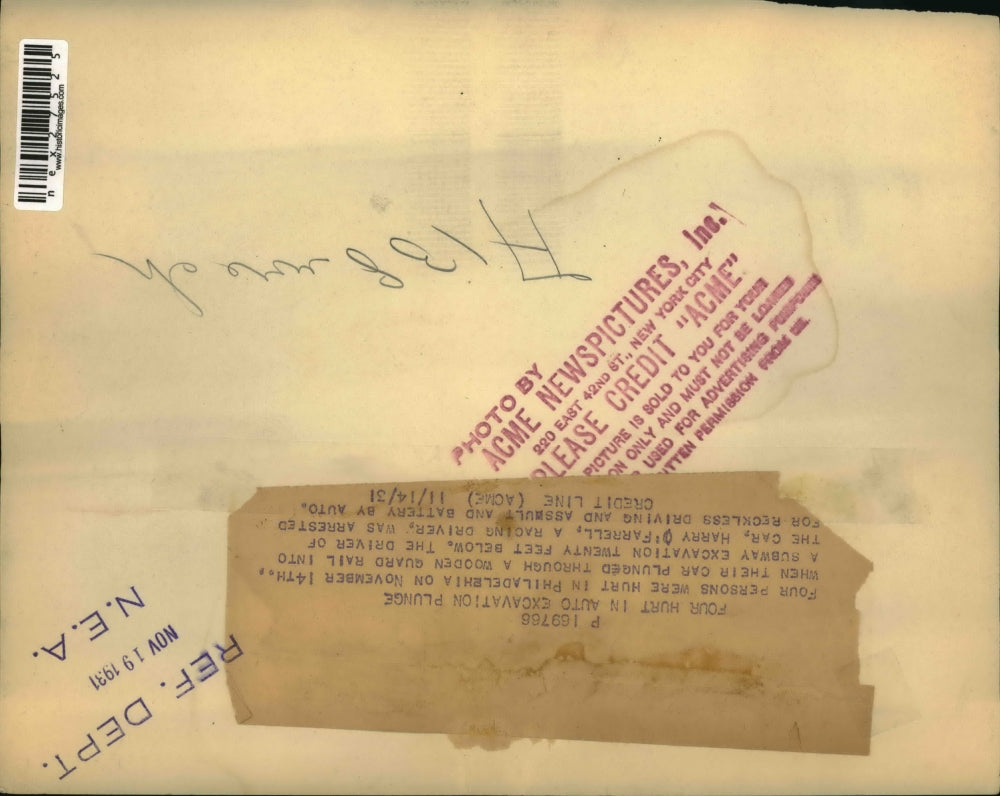 nex27525
www.historicimages.com
PHOTO BY
ACME NEWSPICTURES, Inc.
220 EAST 42ND ST., NEW YORK CITY
PLEASE CREDIT "ACME"
PICTURE IS SOLD TO YOU FOR YOUR
ON ONLY AND MUST NOT BE LOANED
USED FOR ADVERTISING PURPOSES
ITTEN PERMISSION FROM US.
P 169766
FOUR HURT IN AUTO EXCAVATION PLUNGE
FOUR PERSONS WERE HURT IN PHILADELPHIA ON NOVEMBER 14TH.,
WHEN THEIR CAR PLUNGED THROUGH A WOODEN GUARD RAIL INTO
A SUBWAY EXCAVATION TWENTY FEET BELOW. THE DRIVER OF
THE CAR, HARRY O'FARRELL, A RACING DRIVER, WAS ARRESTED
FOR RECKLESS DRIVING AND ASSAULT AND BATTERY BY AUTO.
CREDIT LINE (ACME) 11/14/31
REF. DEPT.
NOV 19 1931
N.E.A.